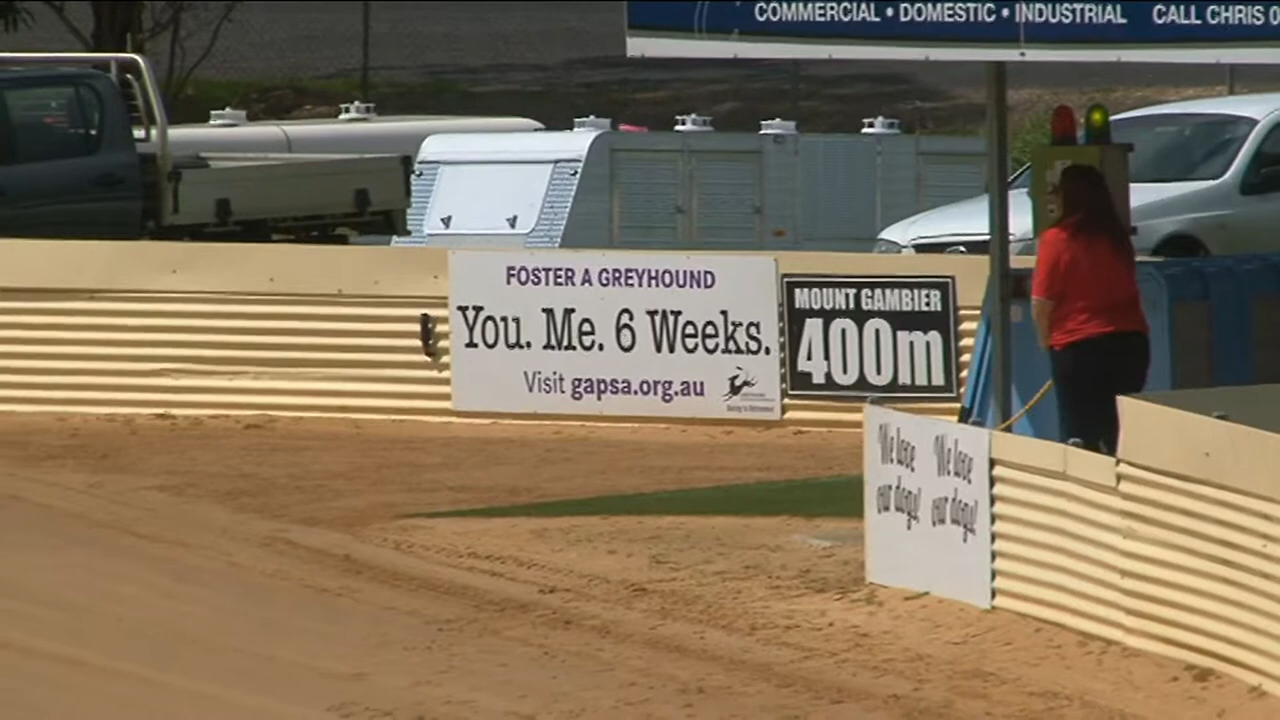 COMMERCIAL • DOMESTIC • INDUSTRIAL CALL CHRIS 0
FOSTER A GREYHOUND
You. Me. 6 Weeks.
Visit gapsa.org.au
MOUNT GAMBIER
400m
We love
our dogs!
We love
our dogs!